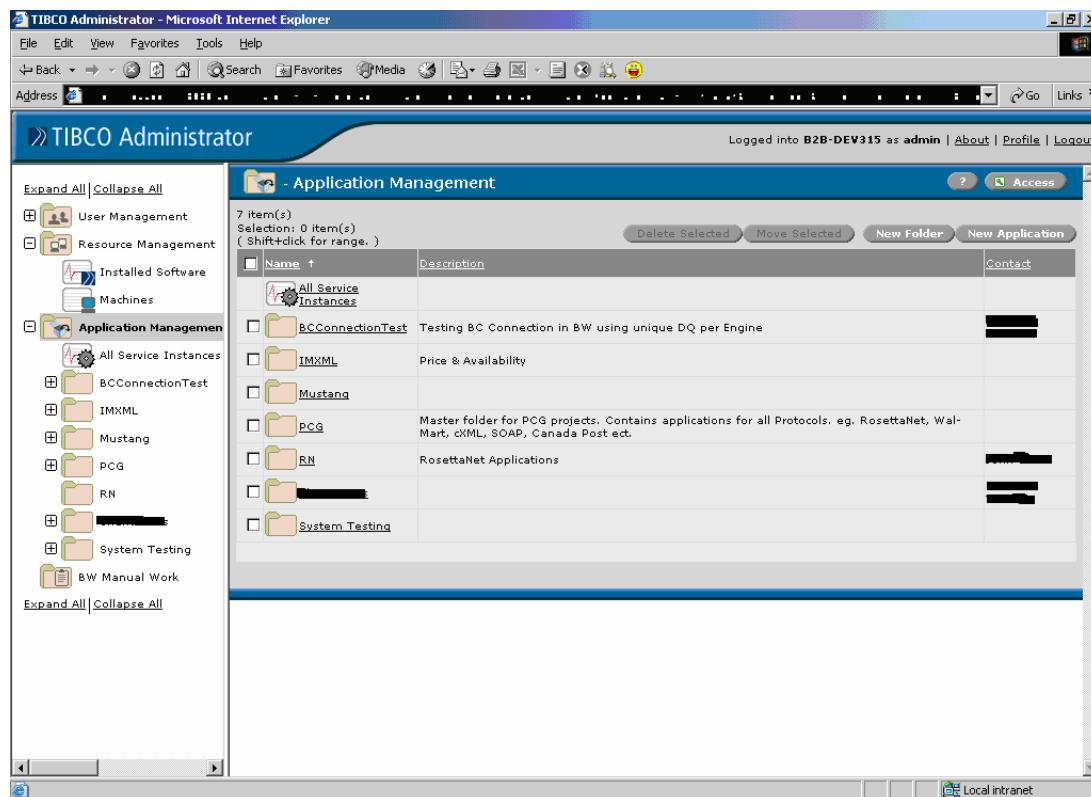 TIBCO Administrator - Microsoft Internet Explorer
File Edit View Favorites Tools Help
Back Search Favorites Media
Address Go Links
TIBCO Administrator
Logged into B2B-DEV315 as admin | About | Profile | Logout
Expand All | Collapse All
User Management
Resource Management
Installed Software
Machines
Application Managemen
All Service Instances
BCConnectionTest
IMXML
Mustang
PCG
RN
System Testing
BW Manual Work
Expand All | Collapse All
- Application Management
? Access
7 item(s)
Selection: 0 item(s)
( Shift+click for range. )
Delete Selected Move Selected New Folder New Application
Name Description Contact
All Service
Instances
BCConnectionTest Testing BC Connection in BW using unique DQ per Engine
IMXML Price & Availability
Mustang
PCG Master folder for PCG projects. Contains applications for all Protocols. eg. RosettaNet, Wal-
Mart, cXML, SOAP, Canada Post ect.
RN RosettaNet Applications
System Testing
Local intranet